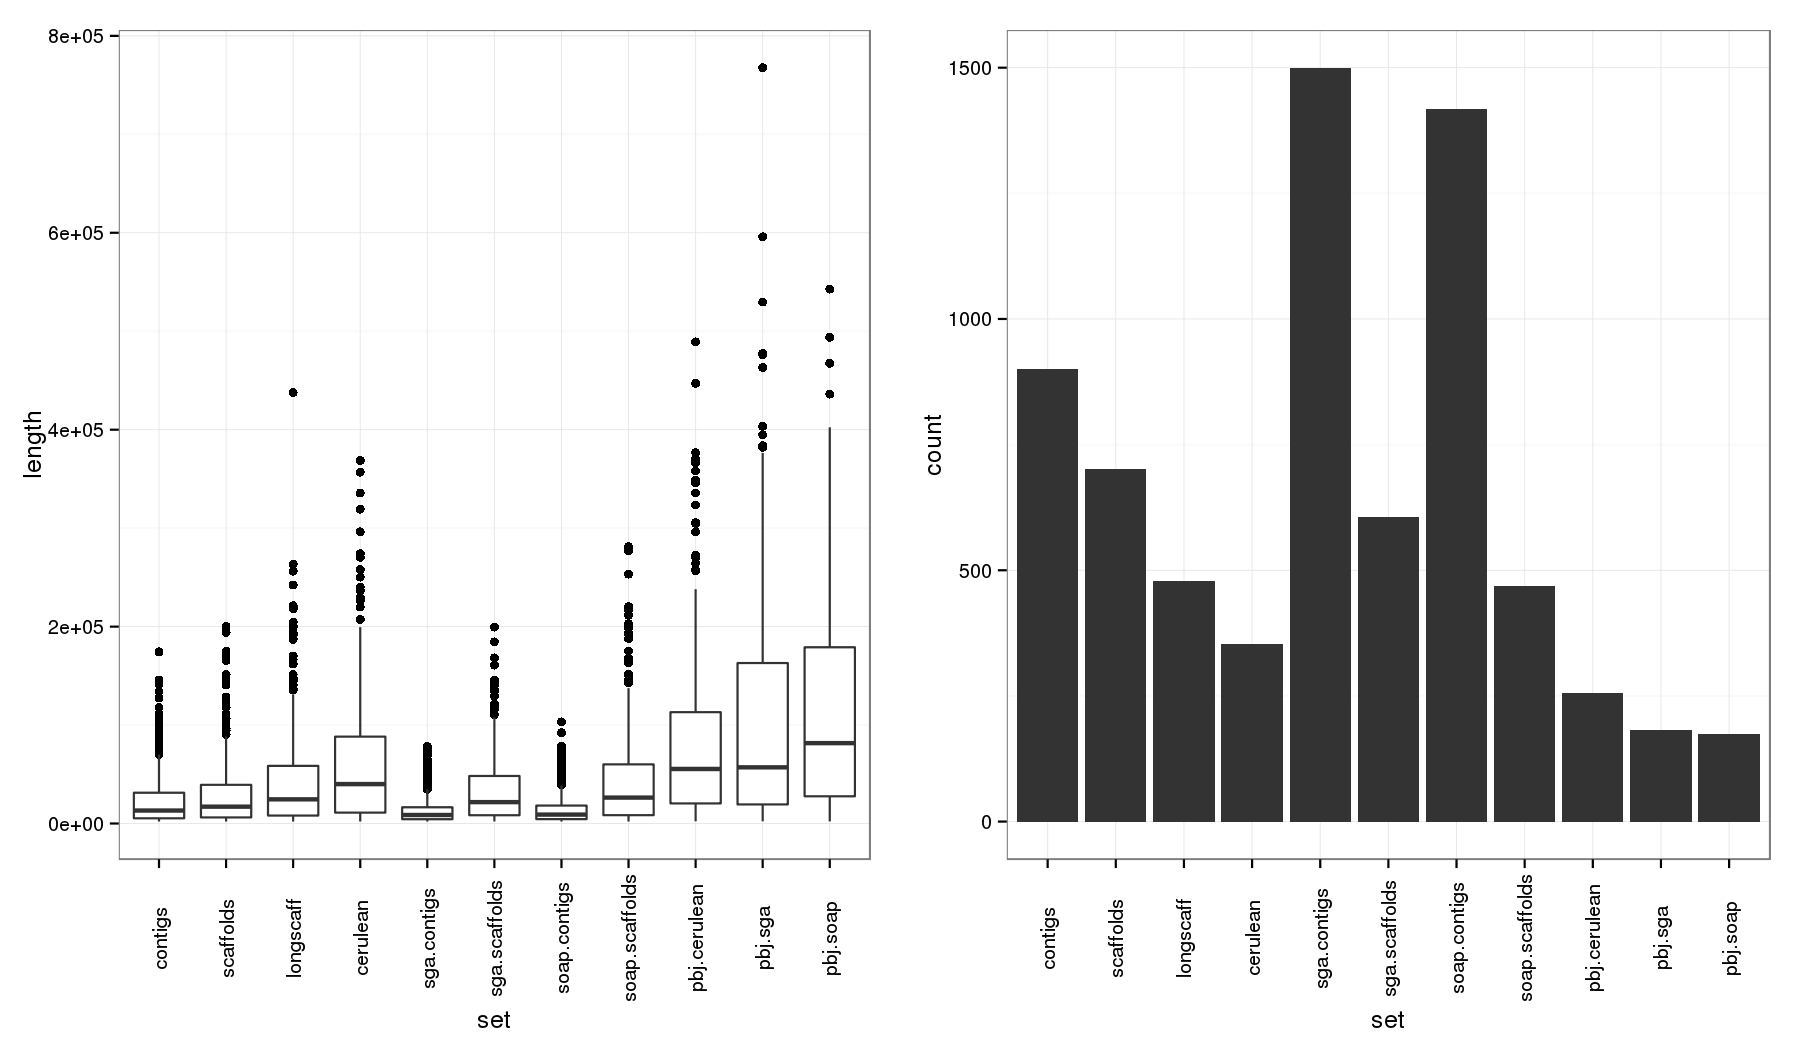 8e+05
6e+05
4e+05
2e+05
0e+00
length
contigs
scaffolds
longscaff
cerulean
sga.contigs
sga.scaffolds
soap.contigs
soap.scaffolds
pbj.cerulean
pbj.sga
pbj.soap
set
1500
1000
500
0
count
contigs
scaffolds
longscaff
cerulean
sga.contigs
sga.scaffolds
soap.contigs
soap.scaffolds
pbj.cerulean
pbj.sga
pbj.soap
set